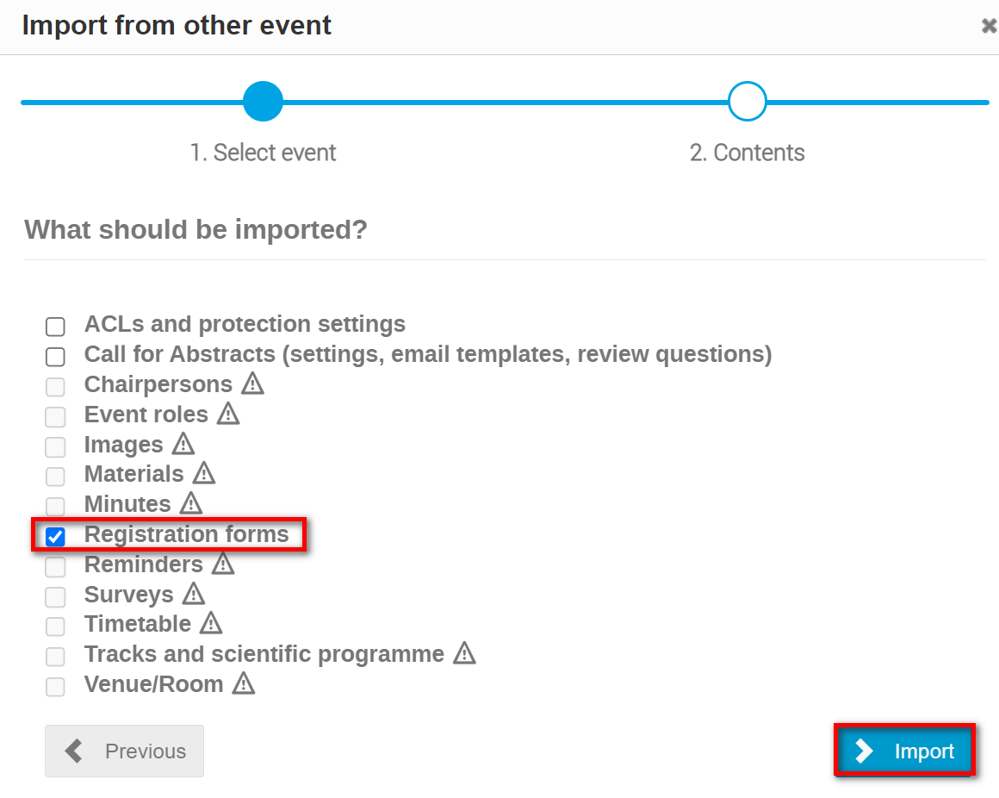 Import from other event
1. Select event
2. Contents
What should be imported?
ACLs and protection settings
Call for Abstracts (settings, email templates, review questions)
Chairpersons
Event roles
Images
Materials
Minutes
Registration forms
Reminders
Surveys
Timetable
Tracks and scientific programme
Venue/Room
Previous
Import